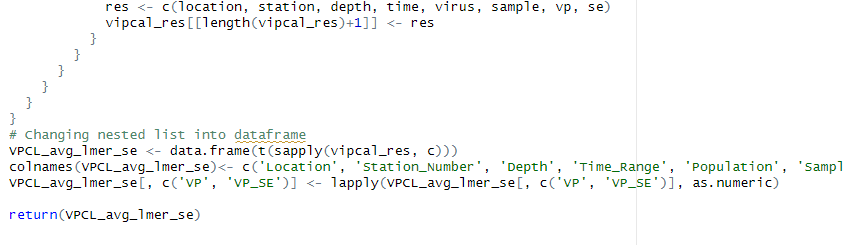 res <- c(location, station, depth, time, virus, sample, vp, se)
vipcal_res[[length(vipcal_res)+1]] <- res
}
}
}
}
}
}
# Changing nested list into dataframe
VPCL_avg_lmer_se <- data.frame(t(sapply(vipcal_res, c)))
colnames(VPCL_avg_lmer_se)<- c('Location', 'Station_Number', 'Depth', 'Time_Range', 'Population', 'Sampl
VPCL_avg_lmer_se[, c('VP', 'VP_SE')] <- lapply(VPCL_avg_lmer_se[, c('VP', 'VP_SE')], as.numeric)
return(VPCL_avg_lmer_se)